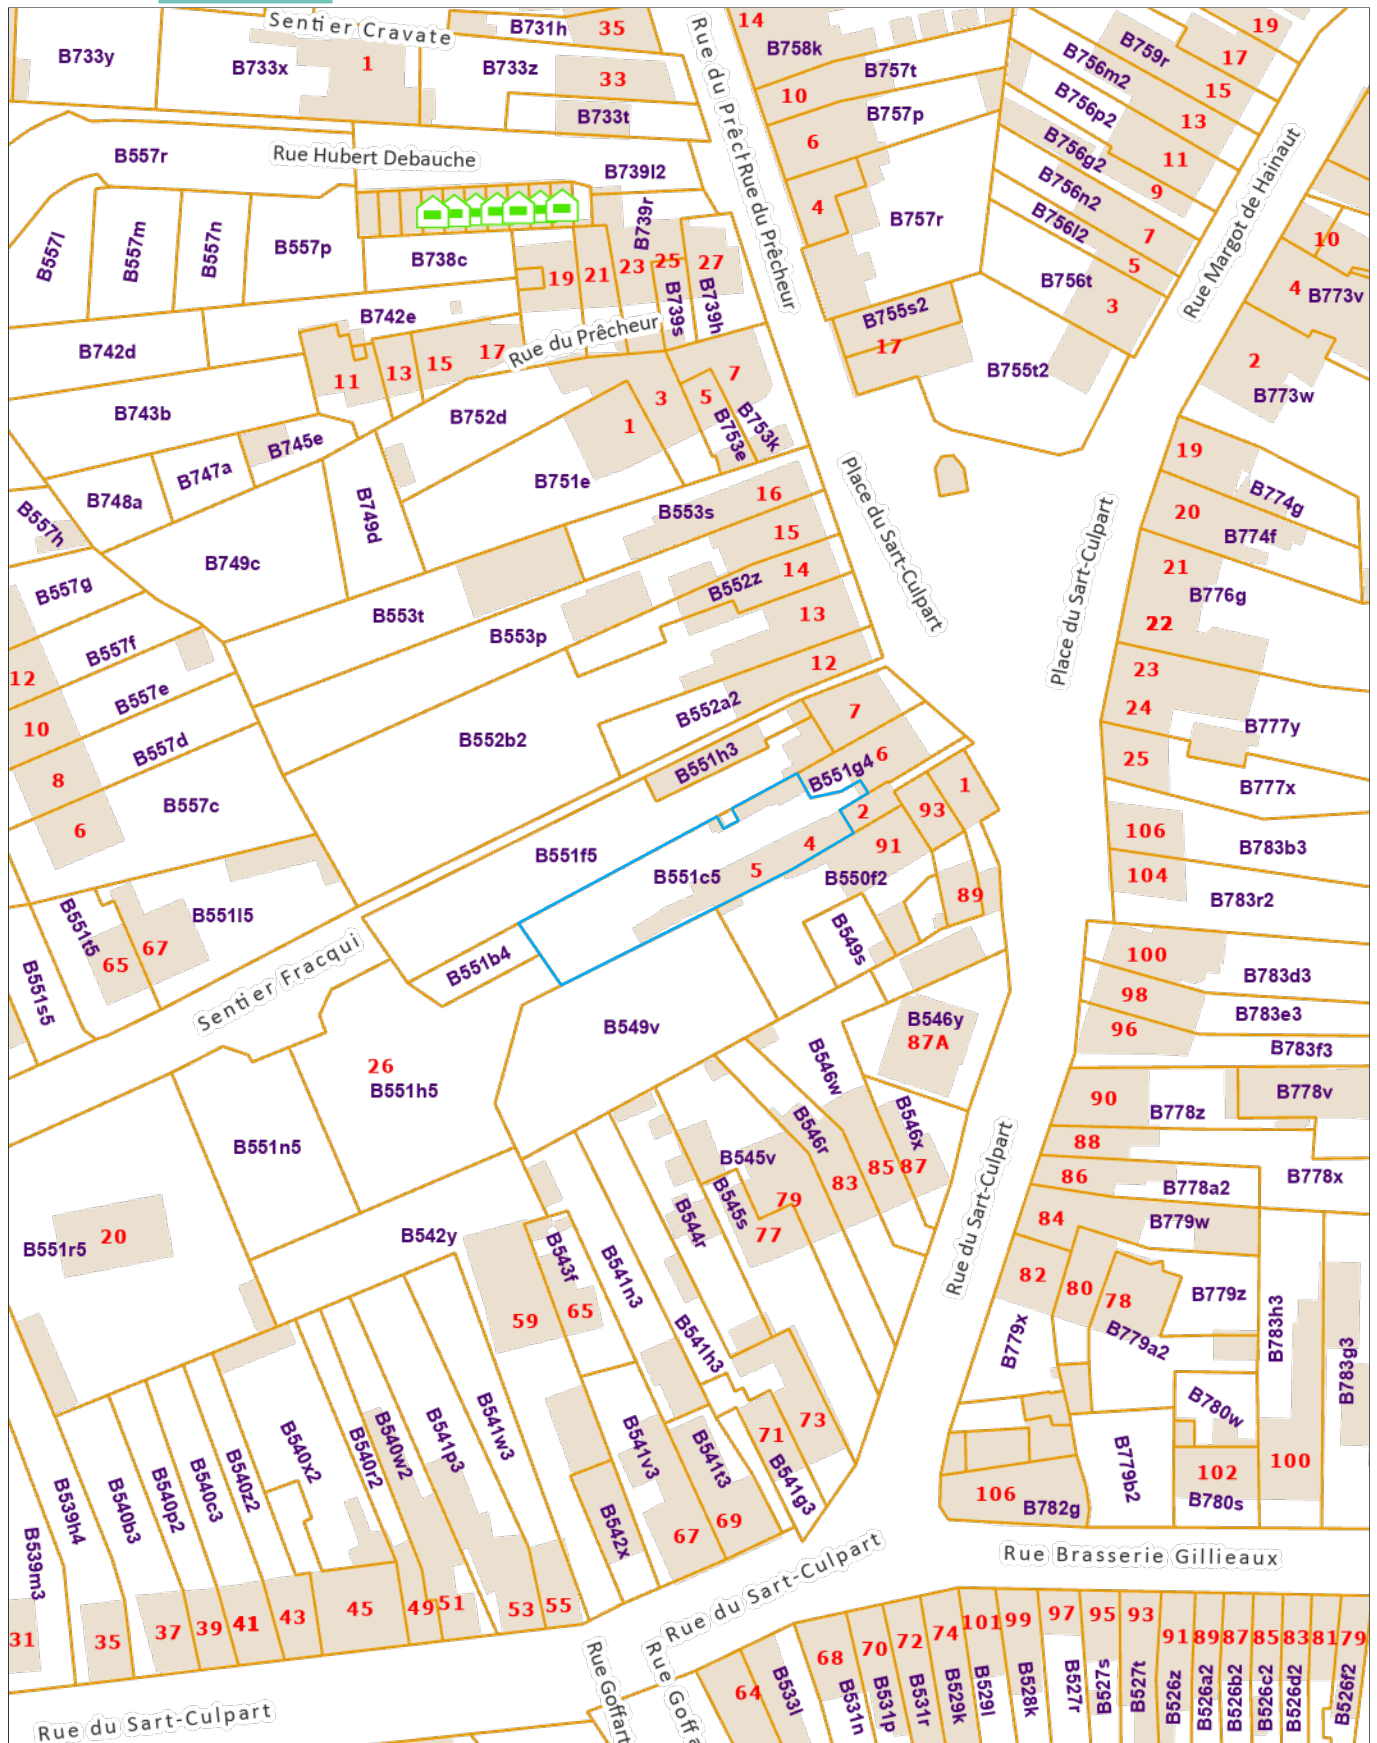 Sentier Cravate
B731h
35
14
19
B733y
B733x
1
B733z
33
Rue du Prêcheur
B758k
B757t
B759r
17
B756m2
15
10
B733t
B757p
B756p2
13
B557r
Rue Hubert Debauche
B739l2
6
B756g2
11
B756n2
9
Rue Margot de Hainaut
B557l
B557m
B557n
B557p
B738c
B739r
4
B757r
B756l2
7
10
19
21
23
25
27
5
B756t
4
B773v
B739s
B739h
3
B742e
Rue du Prêcheur
B755s2
17
B742d
11
13
15
17
Rue du Prêcheur
7
B755t2
2
B773w
B743b
B752d
3
5
1
B753e
B753k
B745e
B747a
19
B748a
B751e
B557h
B749d
16
B553s
Place du Sart-Culpart
B774g
20
B774f
15
B749c
B557g
14
B552z
21
B776g
B553t
13
22
B553p
Place du Sart-Culpart
B557f
12
12
23
B557e
B552a2
7
24
10
B557d
B552b2
6
B777y
8
B551h3
B551g4
25
B777x
B557c
1
6
93
2
106
B783b3
B551f5
4
91
5
B551c5
B550f2
104
B783r2
89
B551l5
B551t5
67
65
B549s
100
Sentier Fracqui
B551b4
B783d3
B551s5
98
B783e3
B549v
B546y
87A
96
B783f3
26
B551h5
B546w
B778v
90
B778z
B546x
B546r
88
B551n5
B545v
85
87
86
B778a2
B778x
83
79
B545s
77
B544r
84
B779w
B551r5
20
B542y
Rue du Sart-Culpart
B543f
B541n3
82
80
78
B779z
59
65
B541h3
B779x
B779a2
B783h3
B783g3
B540x2
B541w3
B780w
73
71
B541p3
B540w2
B540r2
B541v3
B541t3
B779b2
100
102
B780s
B540z2
B540c3
B540p2
B540b3
B539h4
B541g3
106
B782g
69
67
B542x
B539m3
Rue du Sart-Culpart
Rue Brasserie Gillieaux
31
35
37
39
41
43
45
49
51
53
55
Rue Goffart
Rue Goffa
64
B533l
68
B531n
70
B531p
72
B531r
74
B529k
101
B529l
99
B528k
97
B527r
95
B527s
93
B527t
91
B526z
89
B526a2
87
B526b2
85
B526c2
83
B526d2
81
79
B526f2
Rue du Sart-Culpart